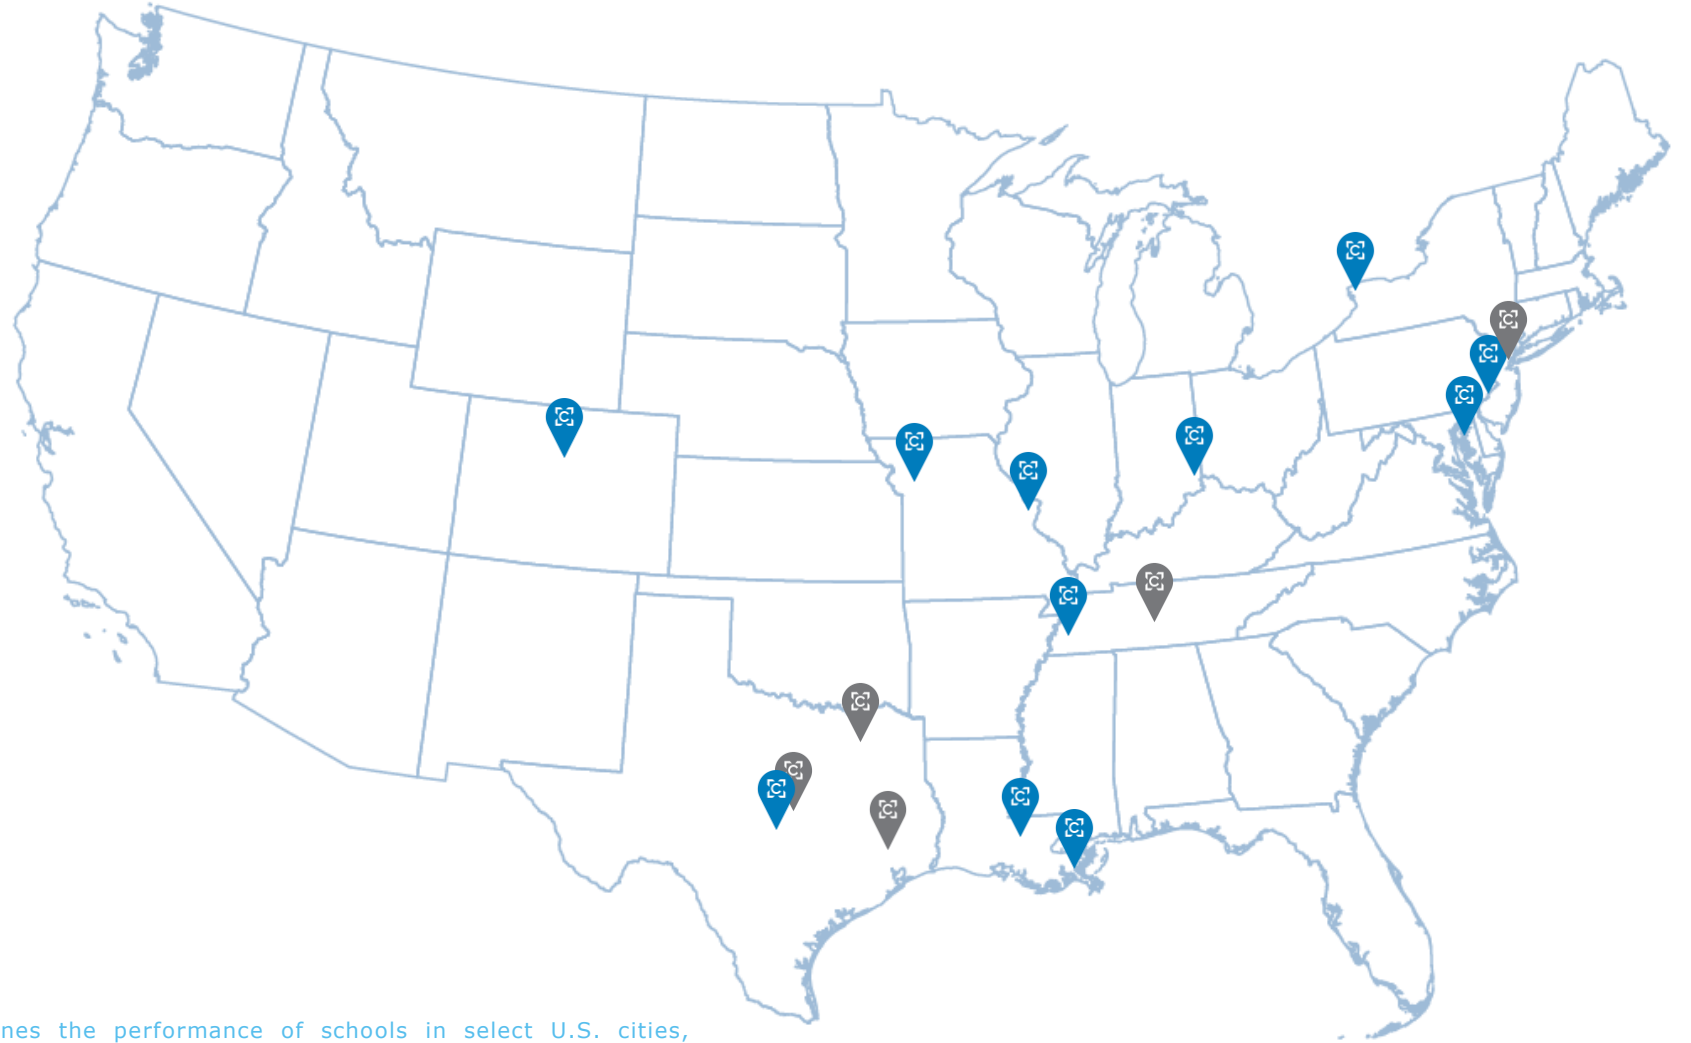 nes the performance of schools in select U.S. cities,